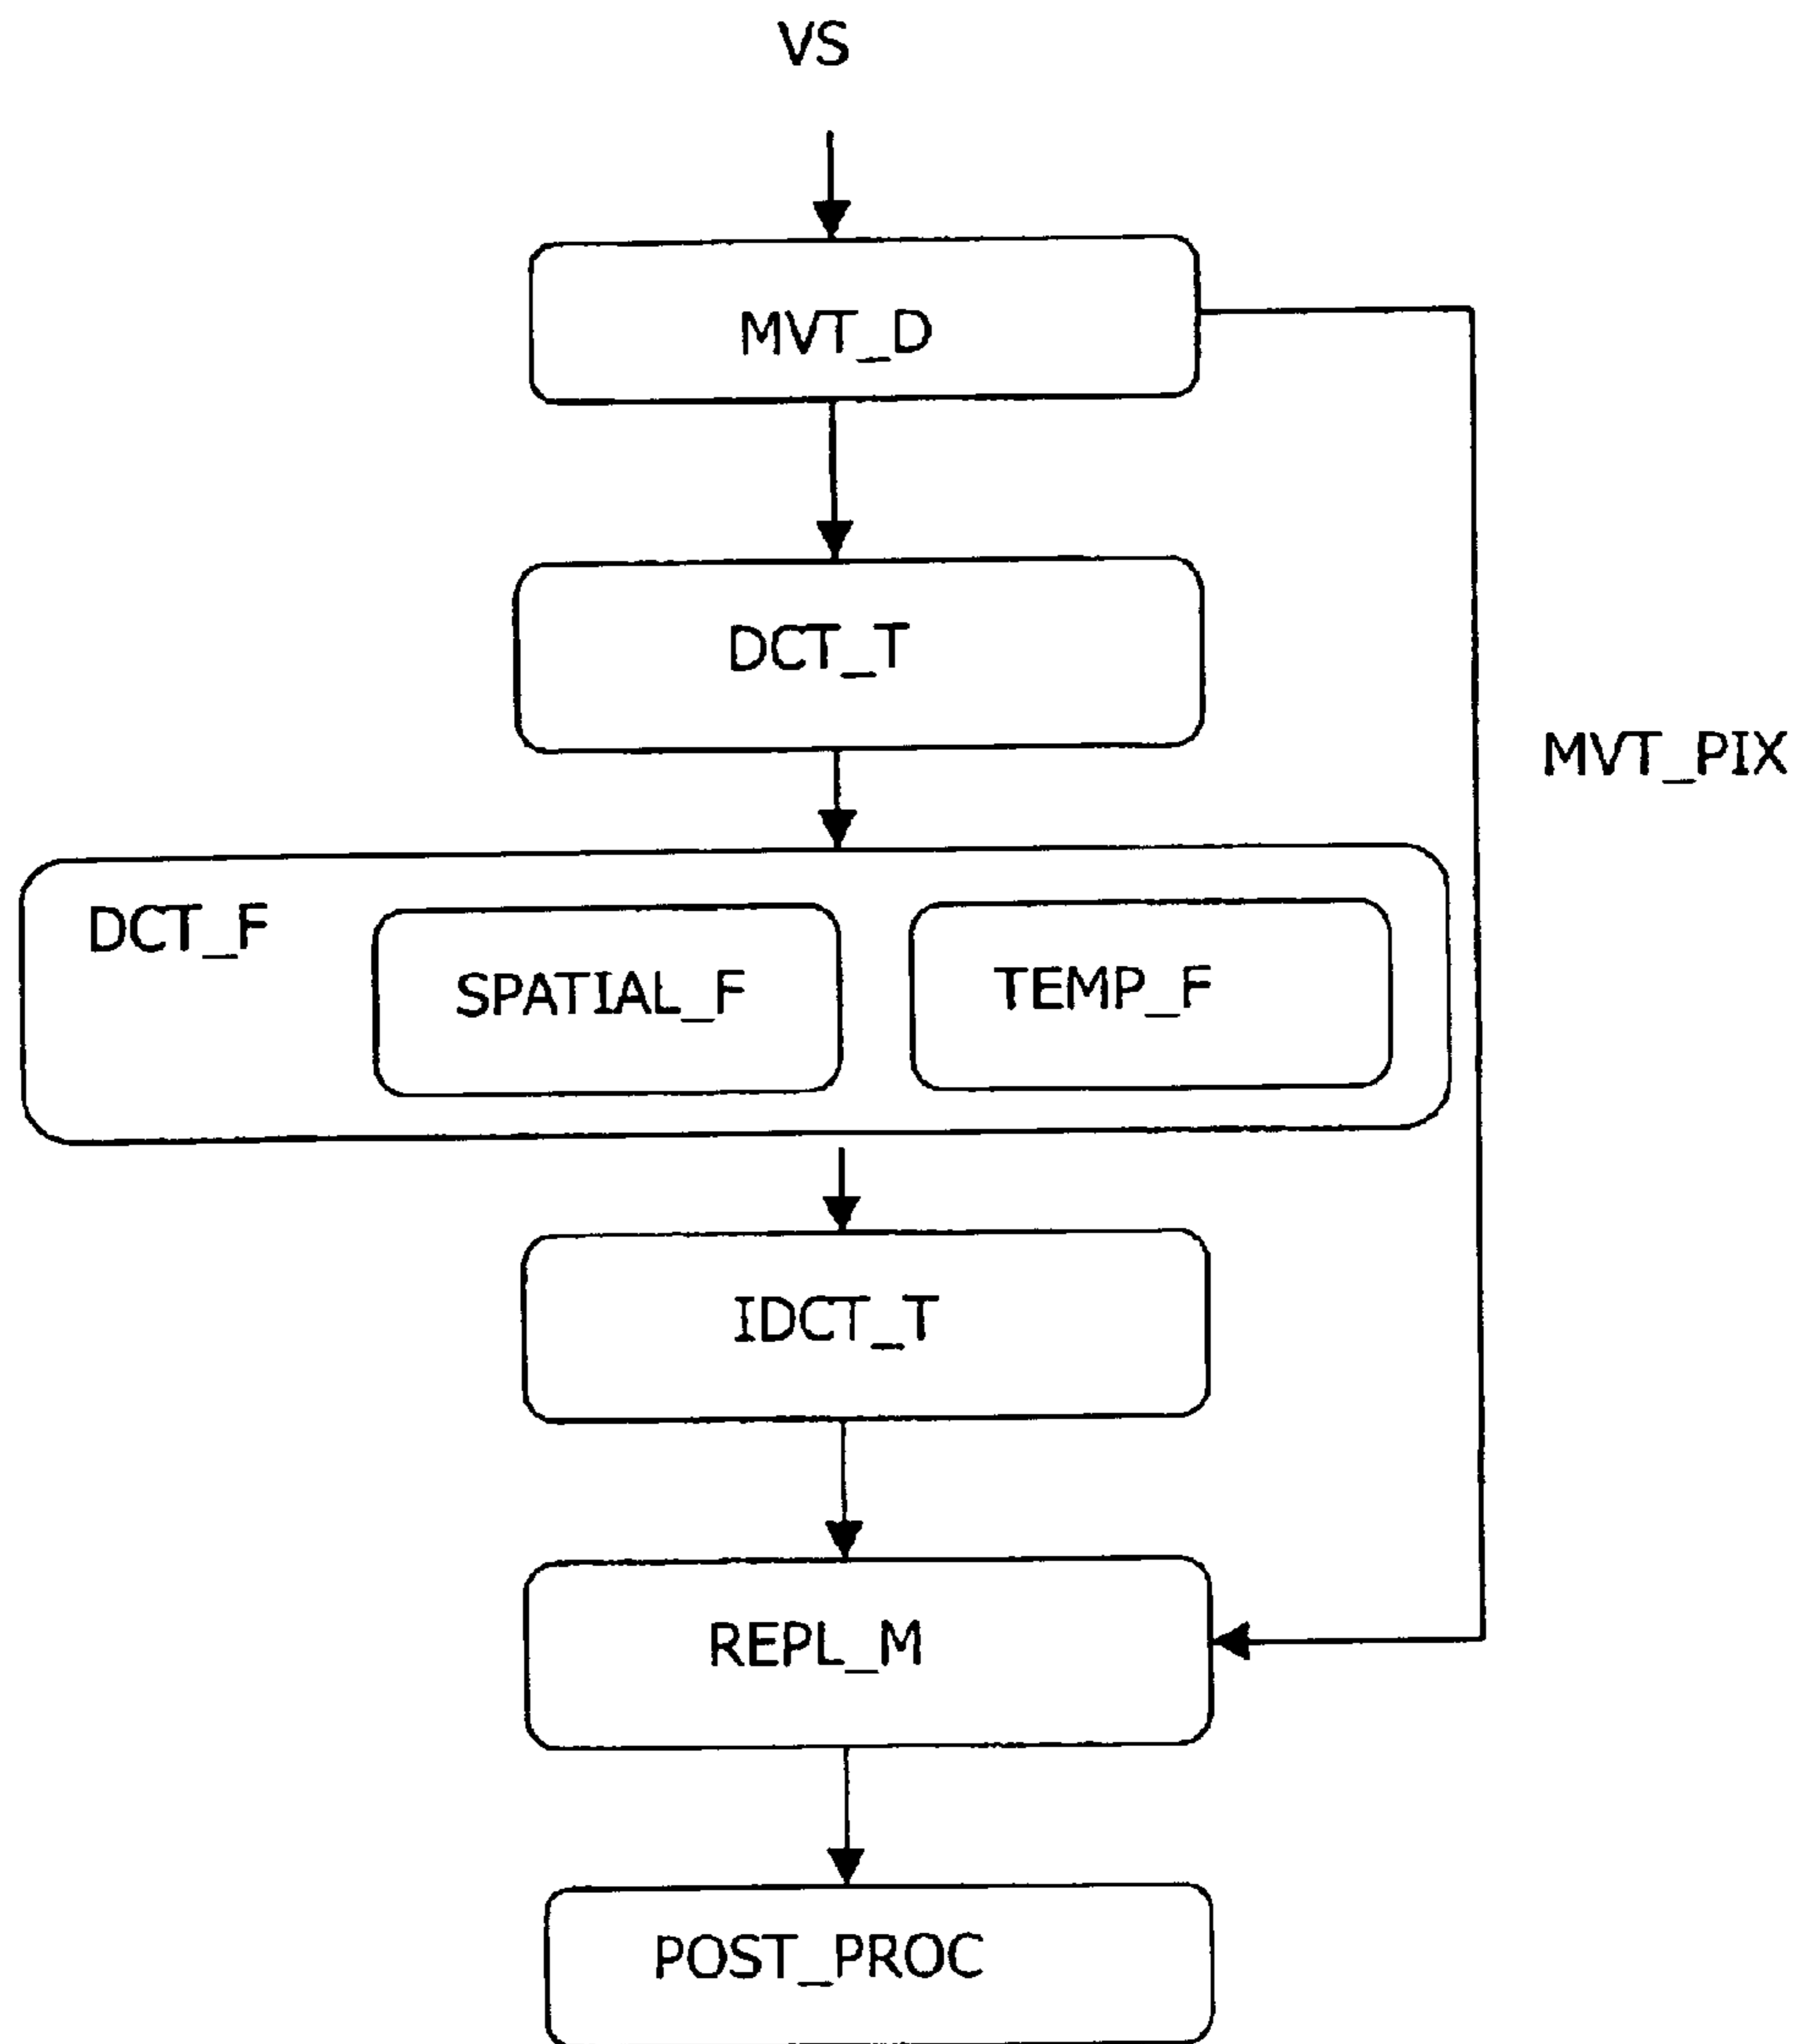 VS
MVT_D
DCT_T
MVT_PIX
DCT_F
SPATIAL_F
TEMP_F
IDCT_T
REPL_M
POST_PROC